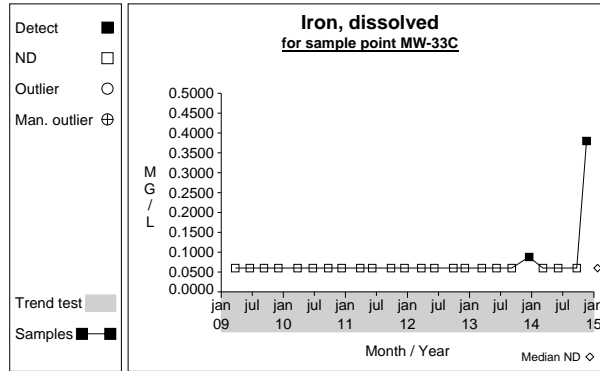 Detect
ND
Outlier
Man. outlier
Trend test
Samples
Iron, dissolved
for sample point MW-33C
M
G
/
L
0.5000
0.4500
0.4000
0.3500
0.3000
0.2500
0.2000
0.1500
0.1000
0.0500
0.0000
jan jul jan jul jan jul jan jul jan jul jan jul jan
09 10 11 12 13 14 15
Month / Year
Median ND